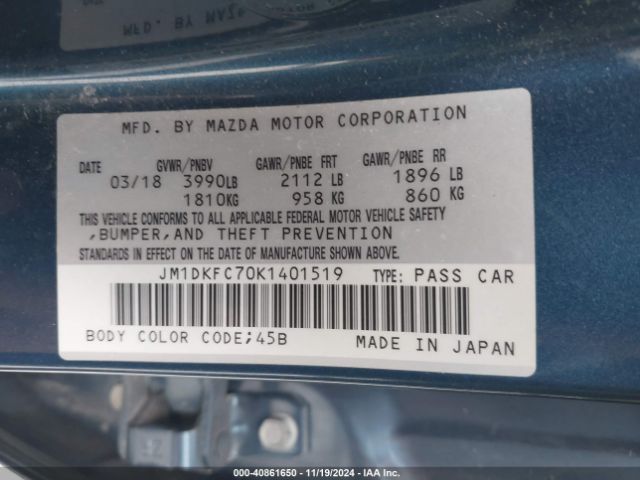 MFD. BY MAZDA MOTOR CORPORATION
DATE GVWR/PNBV GAWR/PNBE FRT GAWR/PNBE RR
03/18 3990LB 2112 LB 1896 LB
1810KG 958 KG 860 KG
THIS VEHICLE CONFORMS TO ALL APPLICABLE FEDERAL MOTOR VEHICLE SAFETY
,BUMPER,AND THEFT PREVENTION
STANDARDS IN EFFECT ON THE DATE OF MANUFACTURE SHOWN ABOVE.
JM1DKFC70K1401519 TYPE: PASS CAR
BODY COLOR CODE;45B MADE IN JAPAN
000-40861650 - 11/19/2024 - IAA Inc.